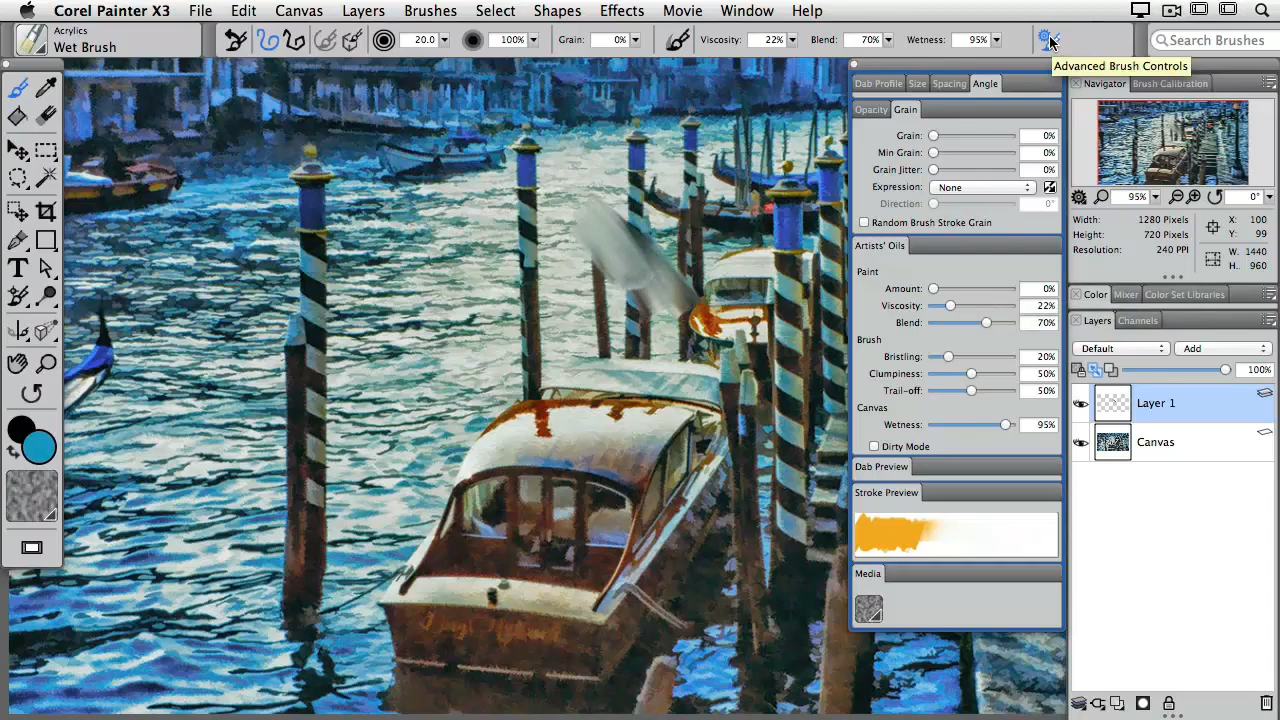 Corel Painter X3 File Edit Canvas Layers Brushes Select Shapes Effects Movie Window Help
Acrylics
Wet Brush
20.0 100% Grain: 0% Viscosity: 22% Blend: 70% Wetness: 95% Search Brushes
Advanced Brush Controls
Dab Profile Size Spacing Angle
Opacity Grain
Grain: 0%
Min Grain: 0%
Grain Jitter: 0%
Expression: None
Direction: 0°
Random Brush Stroke Grain
Artists' Oils
Paint
Amount: 0%
Viscosity: 22%
Blend: 70%
Brush
Bristling: 20%
Clumpiness: 50%
Trail-off: 50%
Canvas
Wetness: 95%
Dirty Mode
Dab Preview
Stroke Preview
Media
Navigator Brush Calibration
95% 0°
Width: 1280 Pixels X: 100
Height: 720 Pixels Y: 99
Resolution: 240 PPI W: 1440
H: 960
Color Mixer Color Set Libraries
Layers Channels
Default Add
100%
Layer 1
Canvas
T